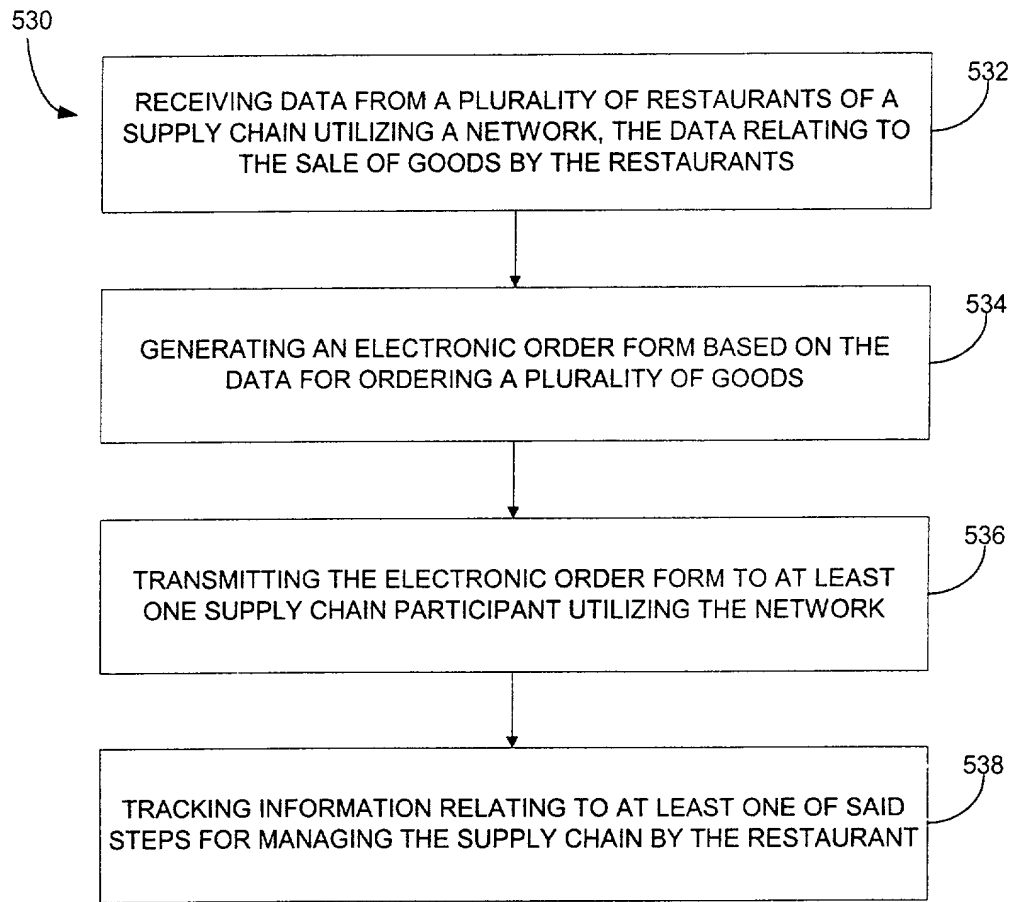 530
532
RECEIVING DATA FROM A PLURALITY OF RESTAURANTS OF A
SUPPLY CHAIN UTILIZING A NETWORK, THE DATA RELATING TO
THE SALE OF GOODS BY THE RESTAURANTS
534
GENERATING AN ELECTRONIC ORDER FORM BASED ON THE
DATA FOR ORDERING A PLURALITY OF GOODS
536
TRANSMITTING THE ELECTRONIC ORDER FORM TO AT LEAST
ONE SUPPLY CHAIN PARTICIPANT UTILIZING THE NETWORK
538
TRACKING INFORMATION RELATING TO AT LEAST ONE OF SAID
STEPS FOR MANAGING THE SUPPLY CHAIN BY THE RESTAURANT